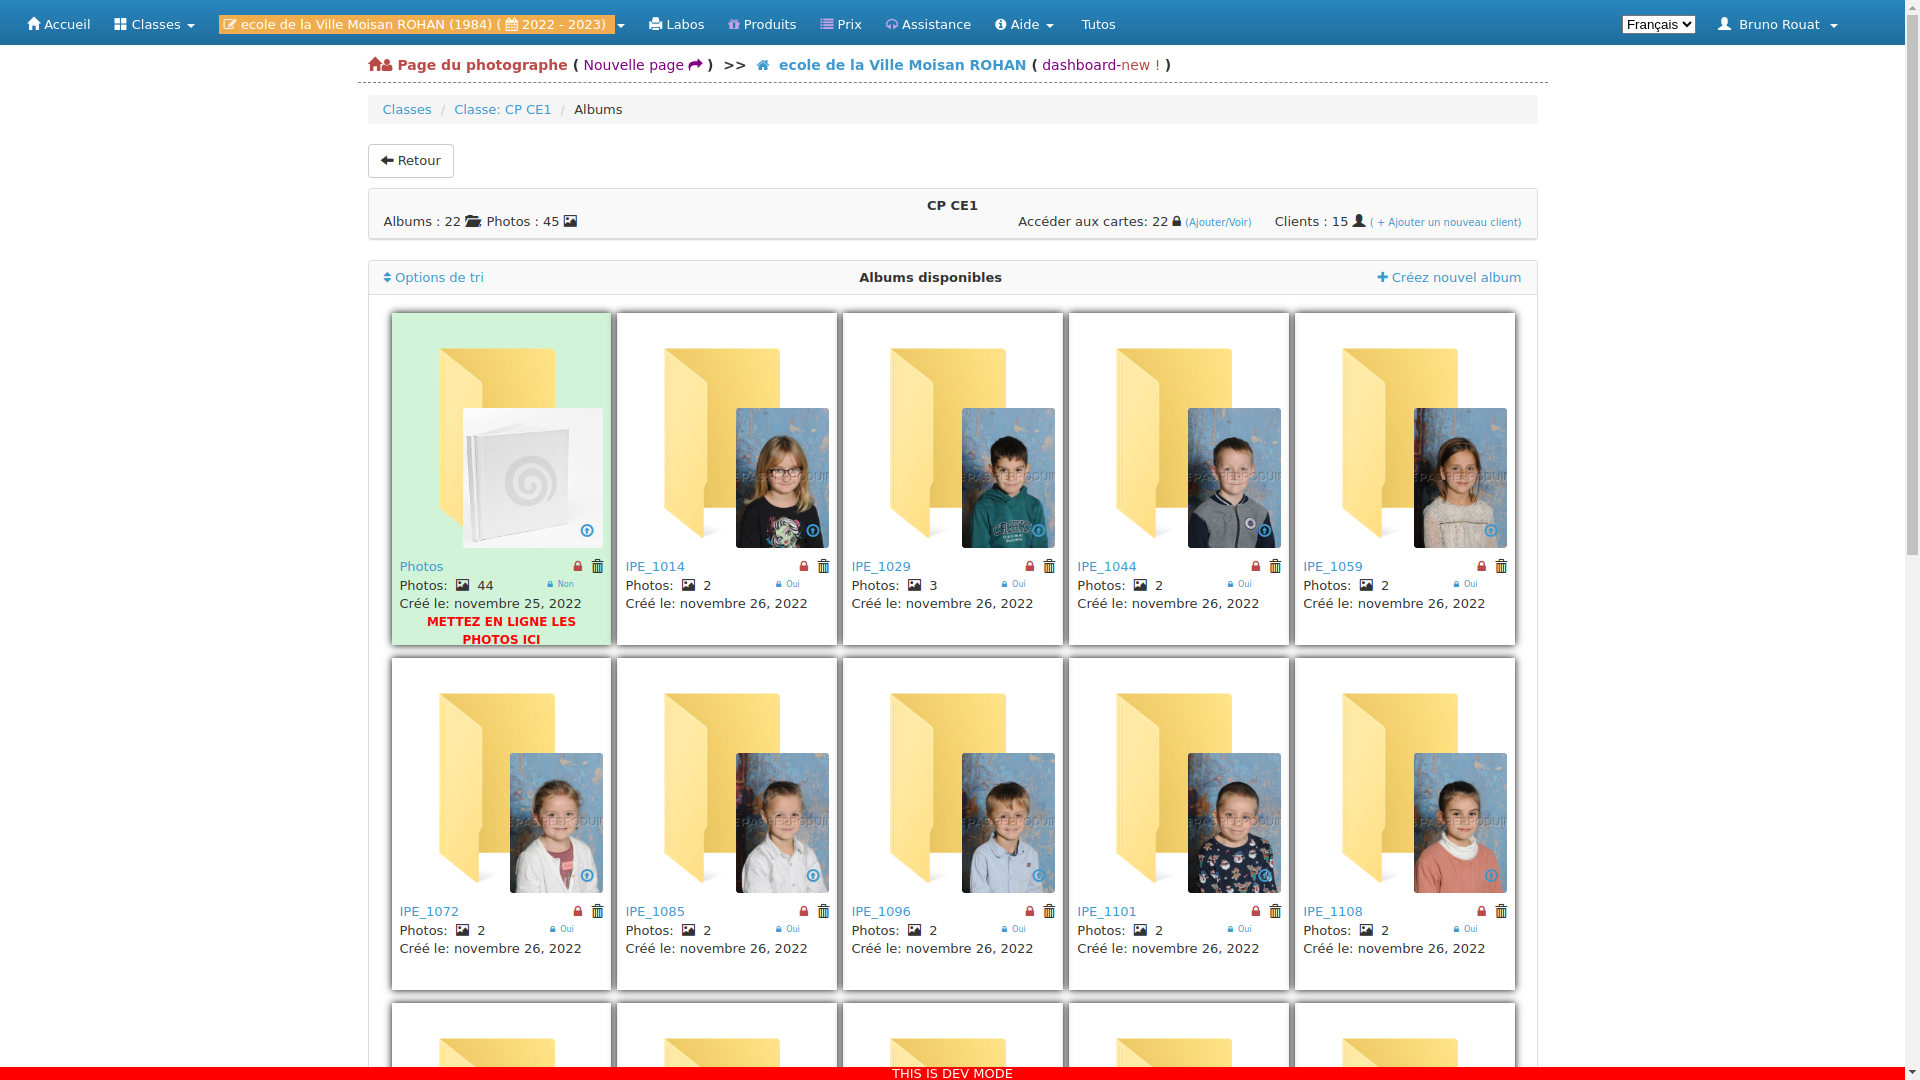 Accueil Classes ecole de la Ville Moisan ROHAN (1984) ( 2022 - 2023) Labos Produits Prix Assistance Aide Tutos Français Bruno Rouat
Page du photographe ( Nouvelle page ) >> ecole de la Ville Moisan ROHAN ( dashboard-new ! )
Classes / Classe: CP CE1 / Albums
Retour
CP CE1
Albums : 22 Photos : 45 Accéder aux cartes: 22 (Ajouter/Voir) Clients : 15 ( + Ajouter un nouveau client)
Options de tri Albums disponibles Créez nouvel album
Photos IPE_1014 IPE_1029 IPE_1044 IPE_1059
Photos: 44 Non Photos: 2 Oui Photos: 3 Oui Photos: 2 Oui Photos: 2 Oui
Créé le: novembre 25, 2022 Créé le: novembre 26, 2022 Créé le: novembre 26, 2022 Créé le: novembre 26, 2022 Créé le: novembre 26, 2022
METTEZ EN LIGNE LES
PHOTOS ICI
IPE_1072 IPE_1085 IPE_1096 IPE_1101 IPE_1108
Photos: 2 Oui Photos: 2 Oui Photos: 2 Oui Photos: 2 Oui Photos: 2 Oui
Créé le: novembre 26, 2022 Créé le: novembre 26, 2022 Créé le: novembre 26, 2022 Créé le: novembre 26, 2022 Créé le: novembre 26, 2022
THIS IS DEV MODE